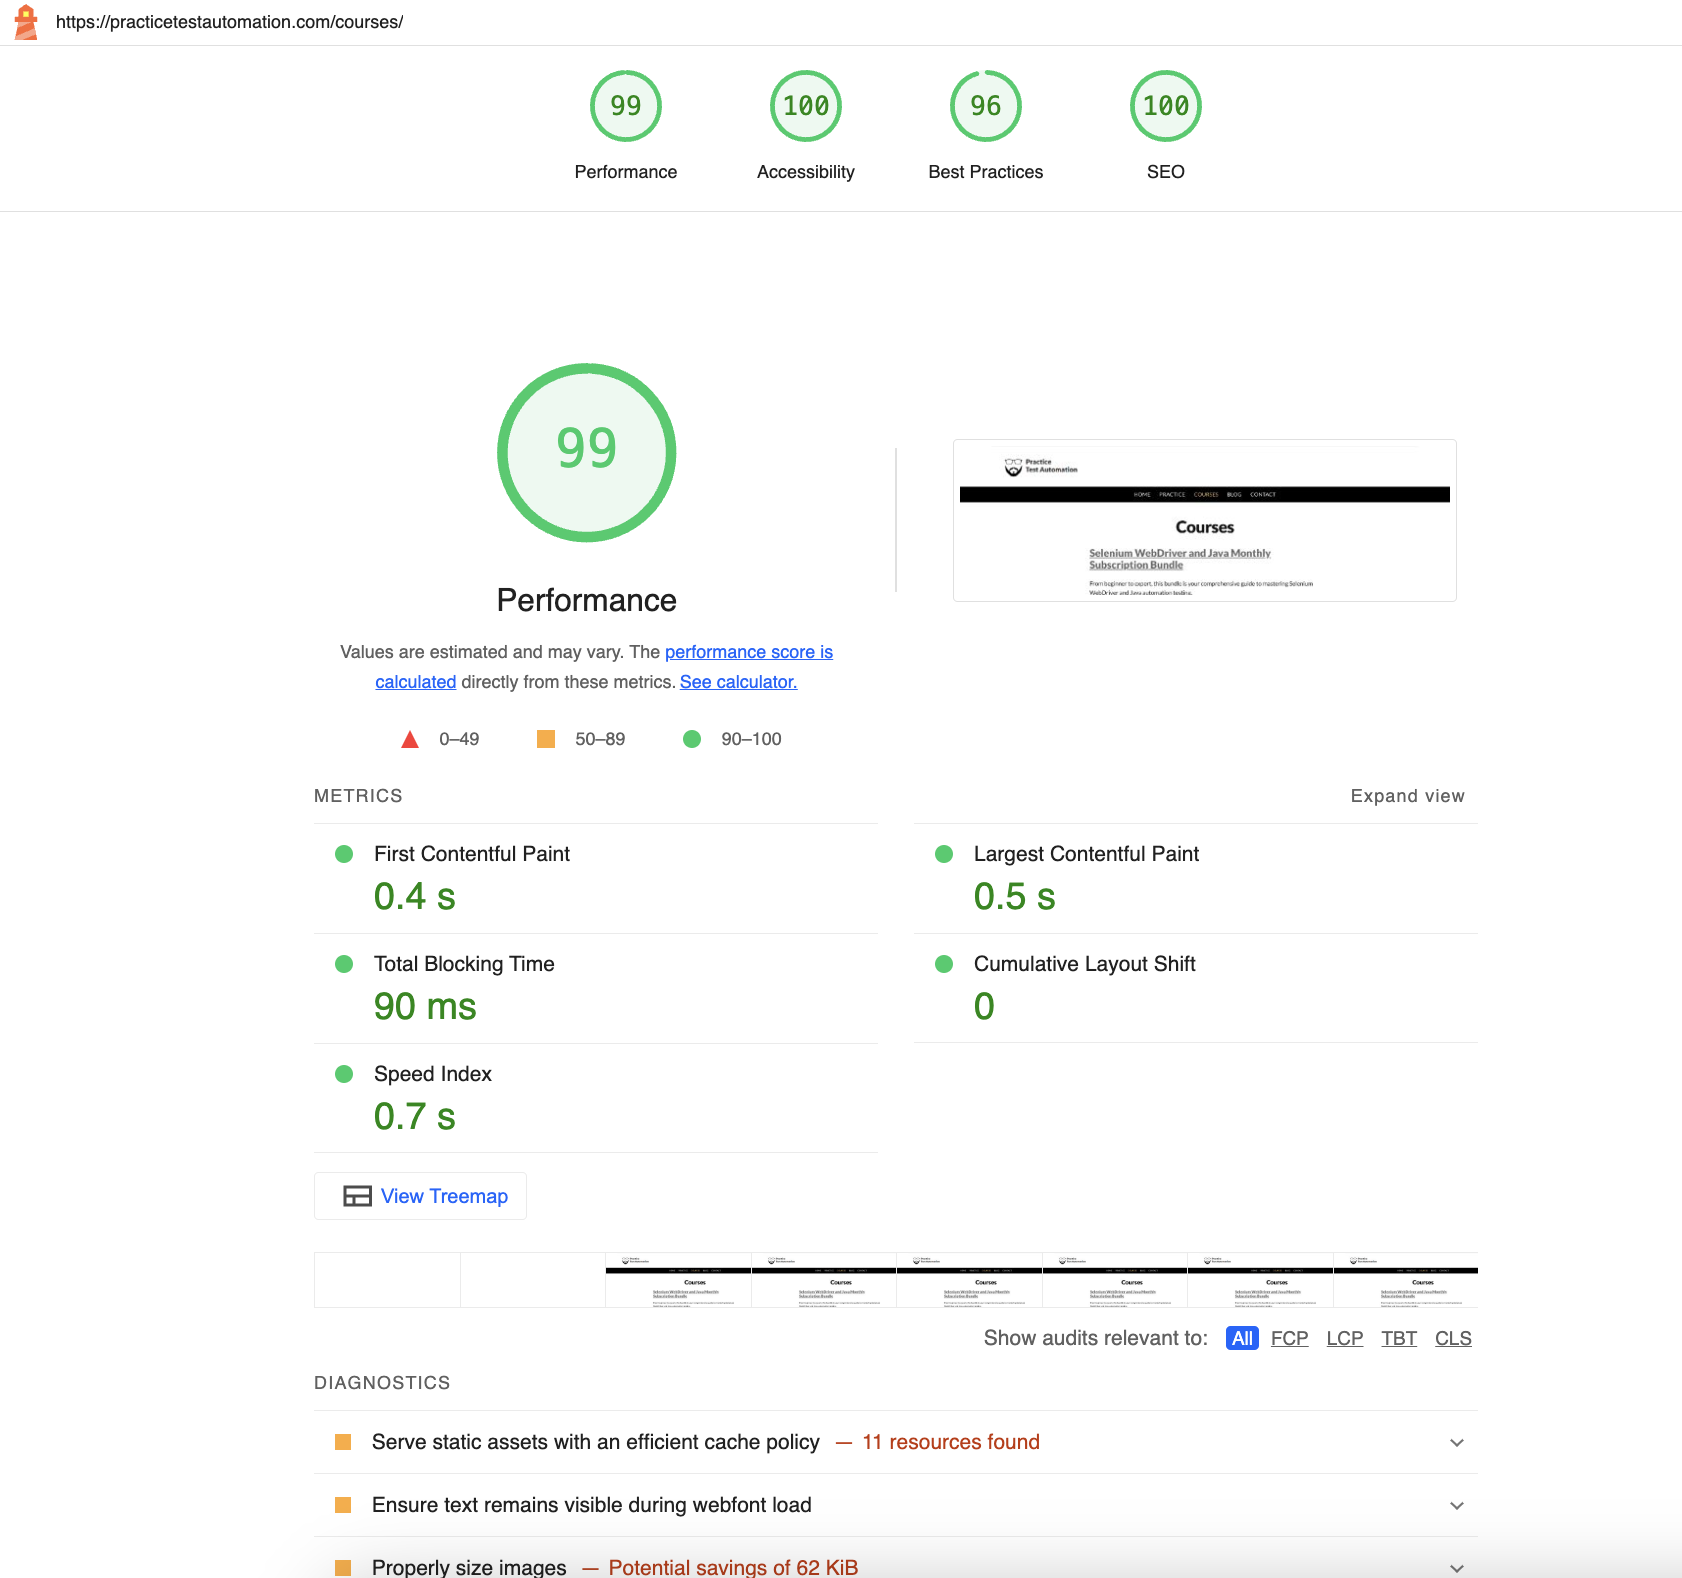 https://practicetestautomation.com/courses/
99
100
96
100
Performance
Accessibility
Best Practices
SEO
99
Performance
Values are estimated and may vary. The performance score is
calculated directly from these metrics. See calculator.
0–49
50–89
90–100
Practice
Test Automation
HOME PRACTICE COURSES BLOG CONTACT
Courses
Selenium WebDriver and Java Monthly
Subscription Bundle
From beginner to expert, this bundle is your comprehensive guide to mastering Selenium
WebDriver and Java automation testing.
METRICS
Expand view
First Contentful Paint
0.4 s
Largest Contentful Paint
0.5 s
Total Blocking Time
90 ms
Cumulative Layout Shift
0
Speed Index
0.7 s
View Treemap
Courses
Courses
Courses
Courses
Courses
Courses
Show audits relevant to: All FCP LCP TBT CLS
DIAGNOSTICS
Serve static assets with an efficient cache policy — 11 resources found
Ensure text remains visible during webfont load
Properly size images — Potential savings of 62 KiB